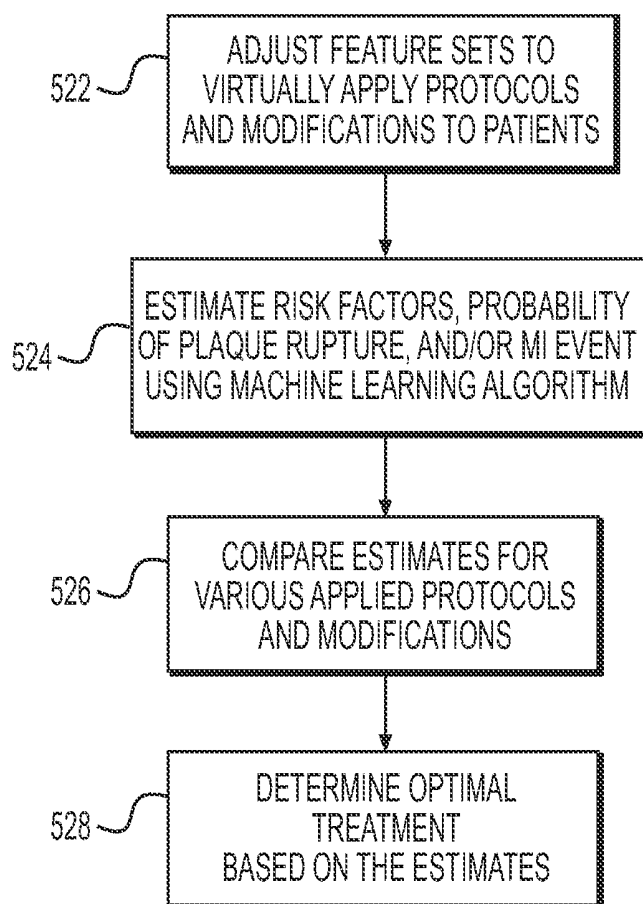 522
ADJUST FEATURE SETS TO
VIRTUALLY APPLY PROTOCOLS
AND MODIFICATIONS TO PATIENTS
524
ESTIMATE RISK FACTORS, PROBABILITY
OF PLAQUE RUPTURE, AND/OR MI EVENT
USING MACHINE LEARNING ALGORITHM
526
COMPARE ESTIMATES FOR
VARIOUS APPLIED PROTOCOLS
AND MODIFICATIONS
528
DETERMINE OPTIMAL
TREATMENT
BASED ON THE ESTIMATES